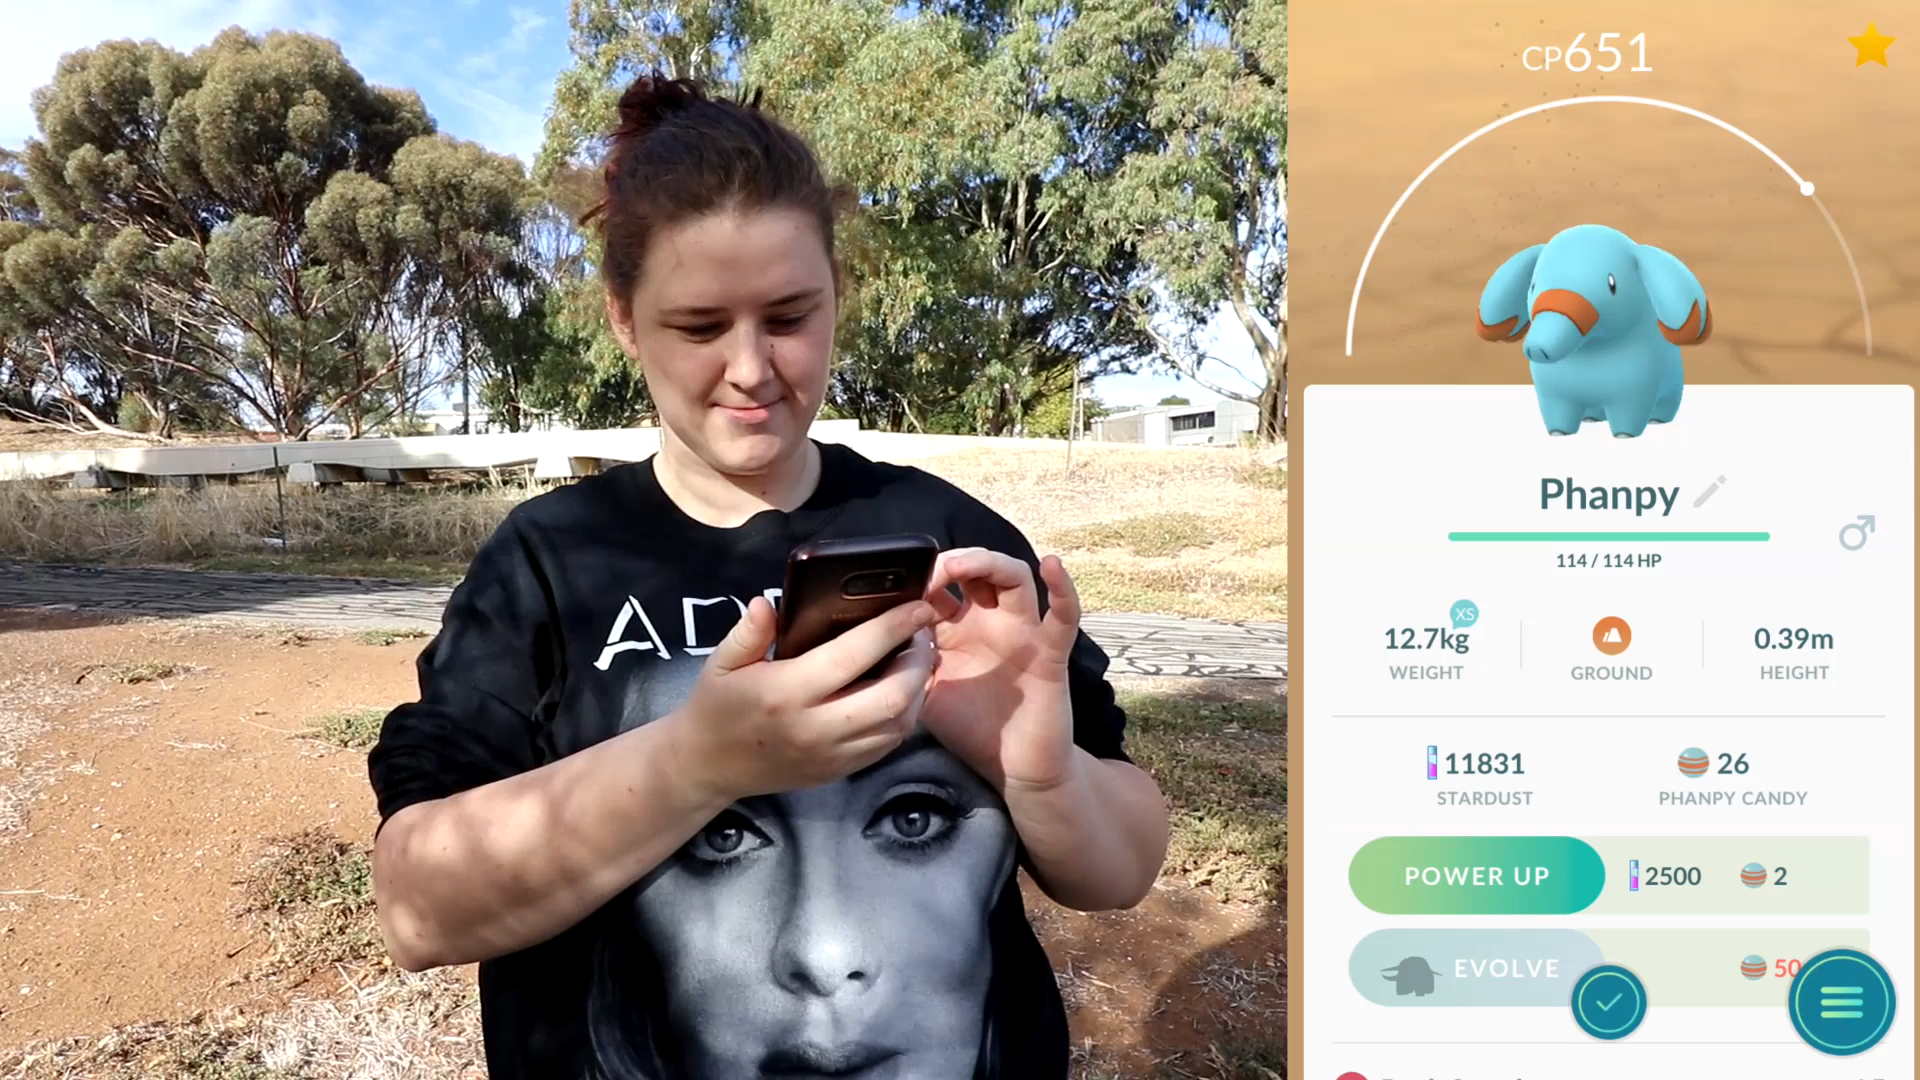 AD
CP651
Phanpy
114 / 114 HP
XS
12.7kg
WEIGHT
GROUND
0.39m
HEIGHT
11831
STARDUST
26
PHANPY CANDY
POWER UP 2500 2
EVOLVE 50